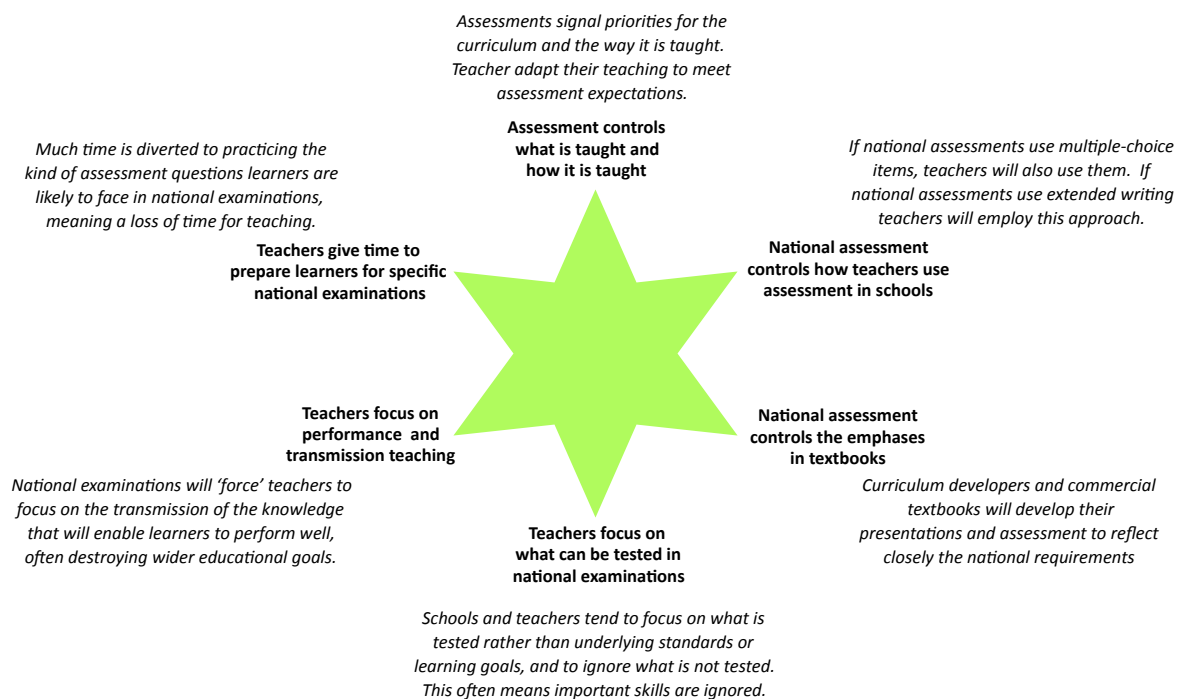 Assessments signal priorities for the
curriculum and the way it is taught.
Teacher adapt their teaching to meet
assessment expectations.
Assessment controls
what is taught and
how it is taught
If national assessments use multiple-choice
items, teachers will also use them. If
national assessments use extended writing
teachers will employ this approach.
National assessment
controls how teachers use
assessment in schools
National assessment
controls the emphases
in textbooks
Curriculum developers and commercial
textbooks will develop their
presentations and assessment to reflect
closely the national requirements
Teachers focus on
what can be tested in
national examinations
Schools and teachers tend to focus on what is
tested rather than underlying standards or
learning goals, and to ignore what is not tested.
This often means important skills are ignored.
Teachers focus on
performance and
transmission teaching
National examinations will ‘force’ teachers to
focus on the transmission of the knowledge
that will enable learners to perform well,
often destroying wider educational goals.
Much time is diverted to practicing the
kind of assessment questions learners are
likely to face in national examinations,
meaning a loss of time for teaching.
Teachers give time to
prepare learners for specific
national examinations